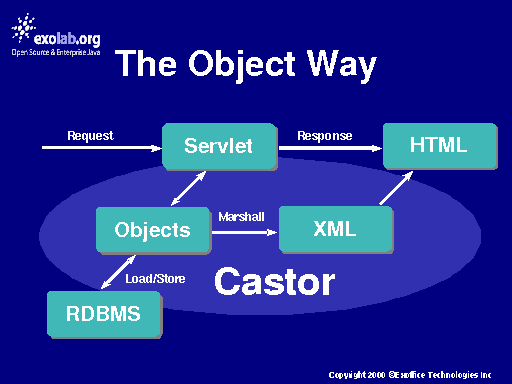 exolab.org
Open Source & Enterprise Java
The Object Way
Request
Servlet
Response
HTML
Objects
Marshall
XML
Load/Store
Castor
RDBMS
Copyright 2000 ©Exoffice Technologies Inc